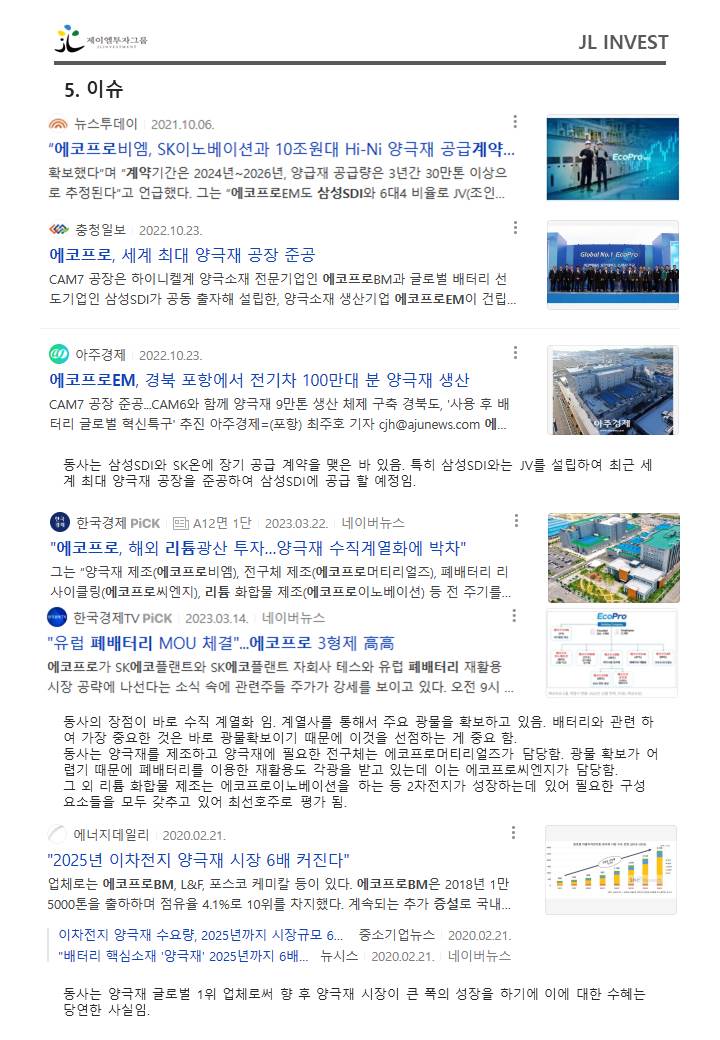 제이엘투자그룹
JLINVESTMENT
JL INVEST
5. 이슈
뉴스투데이 2021.10.06.
"에코프로비엠, SK이노베이션과 10조원대 Hi-Ni 양극재 공급계약...
확보했다"며 "계약기간은 2024년~2026년, 양급재 공급량은 3년간 30만톤 이상으
로 추정된다"고 언급했다. 그는 "에코프로EM도 삼성SDI와 6대4 비율로 JV(조인...
EcoPro
충청일보 2022.10.23.
에코프로, 세계 최대 양극재 공장 준공
CAM7 공장은 하이니켈계 양극소재 전문기업인 에코프로BM과 글로벌 배터리 선
도기업인 삼성SDI가 공동 출자해 설립한, 양극소재 생산기업 에코프로EM이 건립...
Global No.1 EcoPro
아주경제 2022.10.23.
에코프로EM, 경북 포항에서 전기차 100만대 분 양극재 생산
CAM7 공장 준공...CAM6와 함께 양극재 9만톤 생산 체제 구축 경북도, '사용 후 배
터리 글로벌 혁신특구' 추진 아주경제=(포항) 최주호 기자 cjh@ajunews.com 에...
아주경제
동사는 삼성SDI와 SK온에 장기 공급 계약을 맺은 바 있음. 특히 삼성SDI와는 JV를 설립하여 최근 세
계 최대 양극재 공장을 준공하여 삼성SDI에 공급 할 예정임.
한국경제 PiCK A12면 1단 2023.03.22. 네이버뉴스
"에코프로, 해외 리튬광산 투자...양극재 수직계열화에 박차"
그는 "양극재 제조(에코프로비엠), 전구체 제조(에코프로머티리얼즈), 폐배터리 리
사이클링(에코프로씨엔지), 리튬 화합물 제조(에코프로이노베이션) 등 전 주기를...
한국경제TV PiCK 2023.03.14. 네이버뉴스
"유럽 폐배터리 MOU 체결"...에코프로 3형제 高高
에코프로가 SK에코플랜트와 SK에코플랜트 자회사 테스와 유럽 폐배터리 재활용
시장 공략에 나선다는 소식 속에 관련주들 주가가 강세를 보이고 있다. 오전 9시 ...
EcoPro
동사의 장점이 바로 수직 계열화 임. 계열사를 통해서 주요 광물을 확보하고 있음. 배터리와 관련 하
여 가장 중요한 것은 바로 광물확보이기 때문에 이것을 선점하는 게 중요 함.
동사는 양극재를 제조하고 양극재에 필요한 전구체는 에코프로머티리얼즈가 담당함. 광물 확보가 어
렵기 때문에 폐배터리를 이용한 재활용도 각광을 받고 있는데 이는 에코프로씨엔지가 담당함.
그 외 리튬 화합물 제조는 에코프로이노베이션을 하는 등 2차전지가 성장하는데 있어 필요한 구성
요소들을 모두 갖추고 있어 최선호주로 평가 됨.
에너지데일리 2020.02.21.
"2025년 이차전지 양극재 시장 6배 커진다"
업체로는 에코프로BM, L&F, 포스코 케미칼 등이 있다. 에코프로BM은 2018년 1만
5000톤을 출하하며 점유율 4.1%로 10위를 차지했다. 계속되는 추가 증설로 국내...
이차전지 양극재 수요량, 2025년까지 시장규모 6... 중소기업뉴스 2020.02.21.
"배터리 핵심소재 '양극재' 2025년까지 6배... 뉴시스 2020.02.21. 네이버뉴스
동사는 양극재 글로벌 1위 업체로써 향 후 양극재 시장이 큰 폭의 성장을 하기에 이에 대한 수혜는
당연한 사실임.